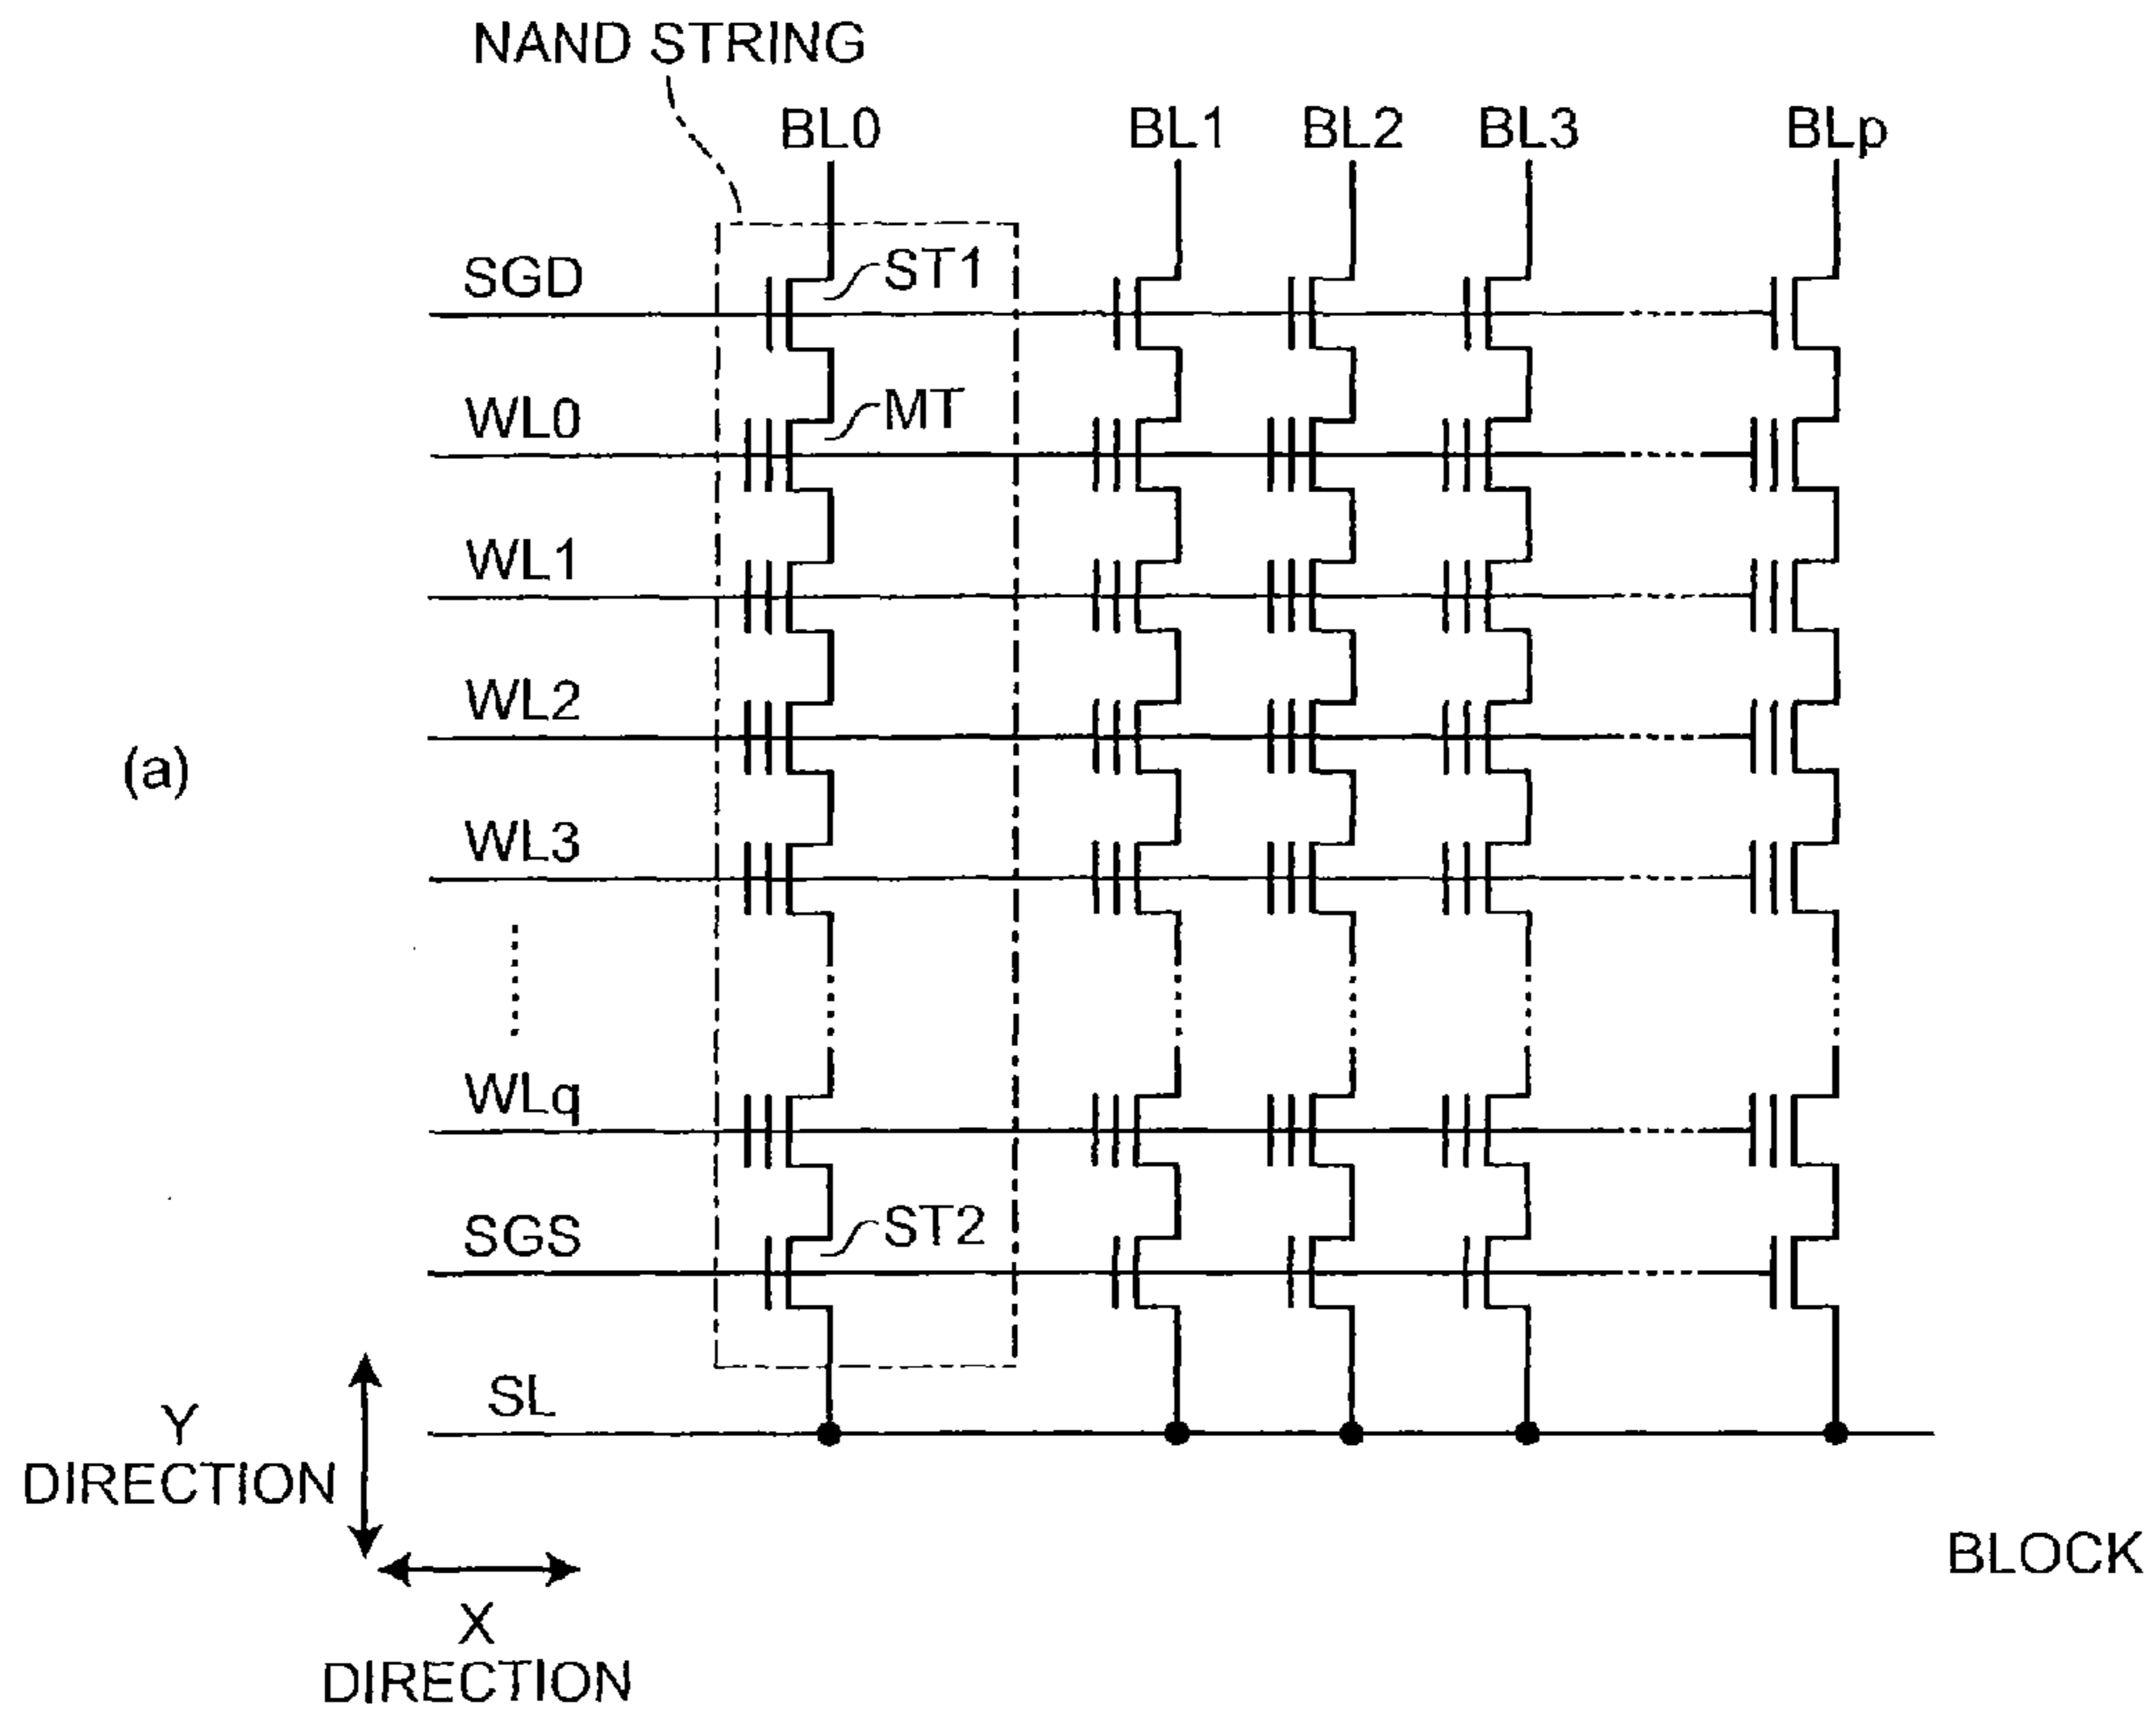 NAND STRING
BL0 BL1 BL2 BL3 BLp
SGD ST1
WL0 MT
WL1
WL2
(a)
WL3
WLq
SGS ST2
SL
Y
DIRECTION
BLOCK
X
DIRECTION